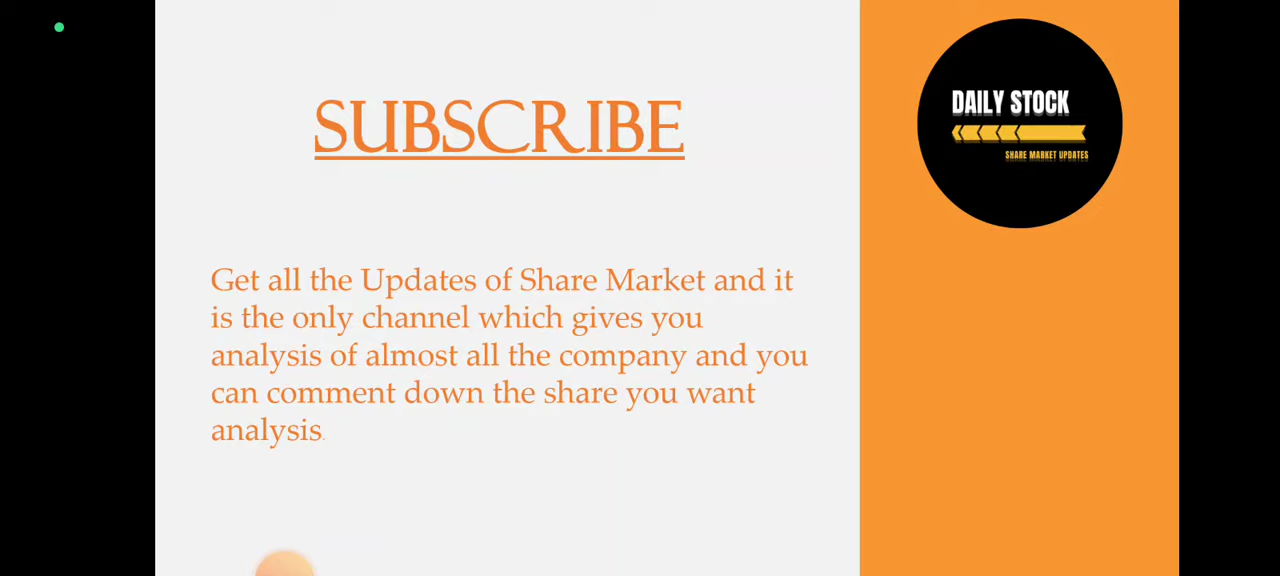 SUBSCRIBE
DAILY STOCK
SHARE MARKET UPDATES
Get all the Updates of Share Market and it
is the only channel which gives you
analysis of almost all the company and you
can comment down the share you want
analysis.